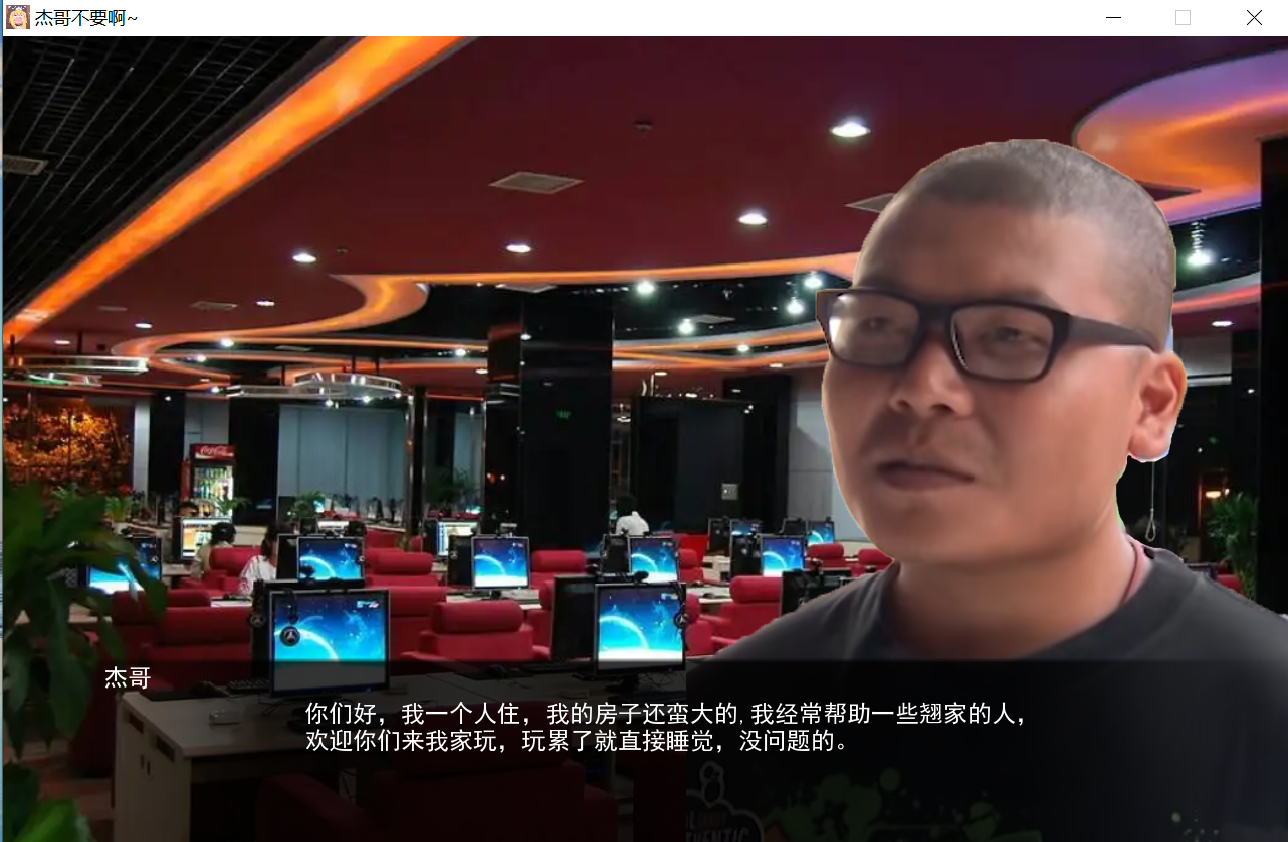 杰哥不要啊~
Coca-Cola
杰哥
你们好，我一个人住，我的房子还蛮大的,我经常帮助一些翘家的人，
欢迎你们来我家玩，玩累了就直接睡觉，没问题的。